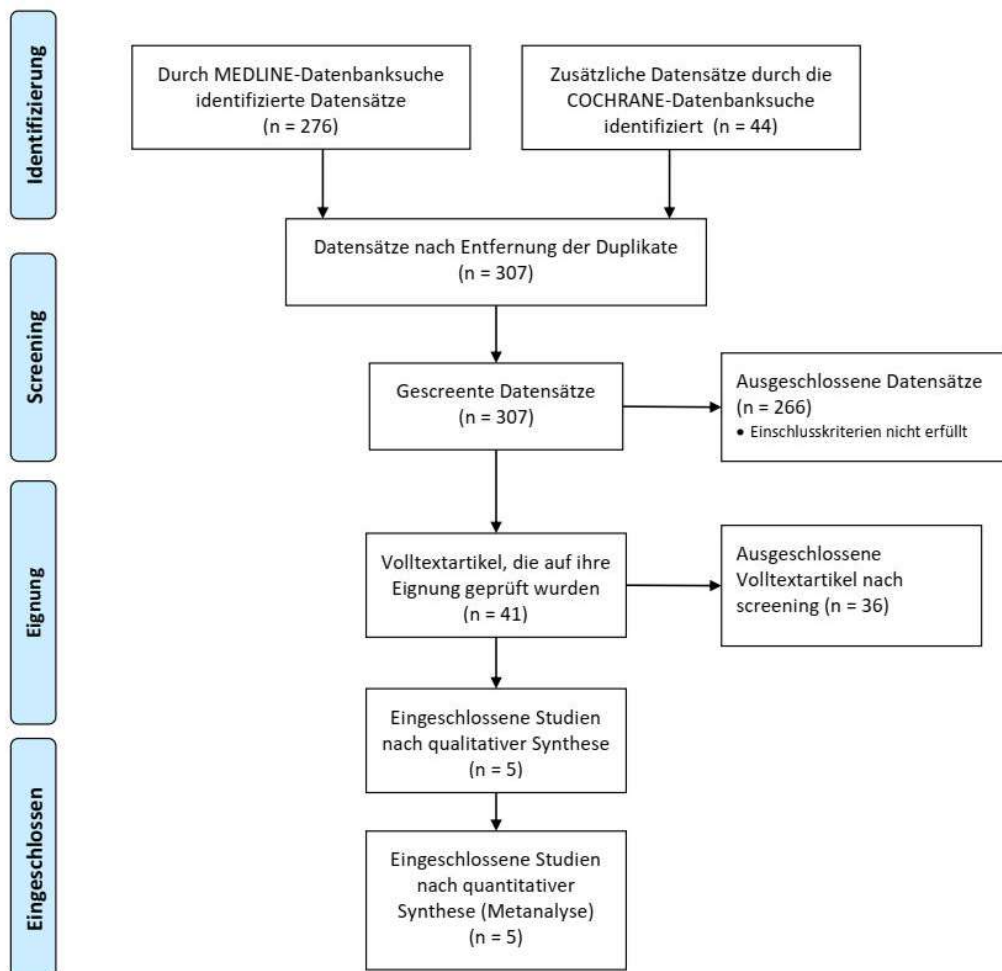 Identifizierung
Durch MEDLINE-Datenbanksuche
identifizierte Datensätze
(n = 276)
Zusätzliche Datensätze durch die
COCHRANE-Datenbanksuche
identifiziert (n = 44)
Datensätze nach Entfernung der Duplikate
(n = 307)
Screening
Gescreente Datensätze
(n = 307)
Ausgeschlossene Datensätze
(n = 266)
• Einschlusskriterien nicht erfüllt
Eignung
Volltextartikel, die auf ihre
Eignung geprüft wurden
(n = 41)
Ausgeschlossene
Volltextartikel nach
screening (n = 36)
Eingeschlossen
Eingeschlossene Studien
nach qualitativer Synthese
(n = 5)
Eingeschlossene Studien
nach quantitativer
Synthese (Metanalyse)
(n = 5)